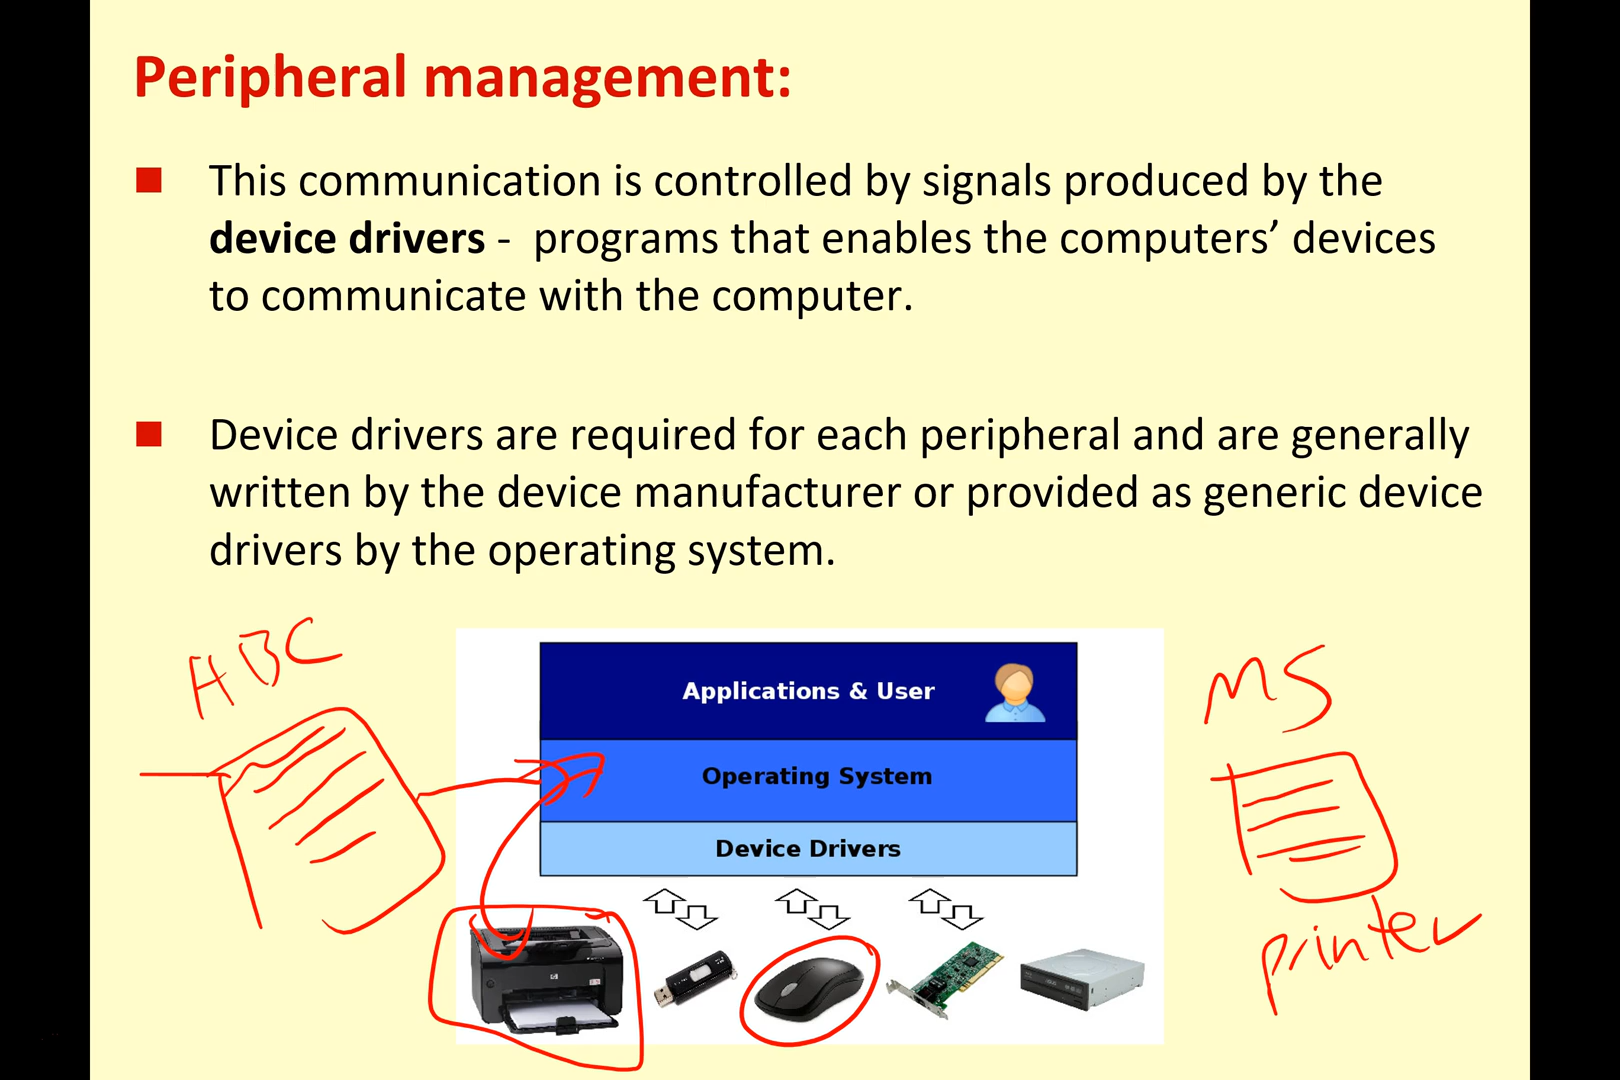 Peripheral management:
This communication is controlled by signals produced by the
device drivers - programs that enables the computers’ devices
to communicate with the computer.
Device drivers are required for each peripheral and are generally
written by the device manufacturer or provided as generic device
drivers by the operating system.
ABC
MS
Applications & User
Operating System
Device Drivers
printer